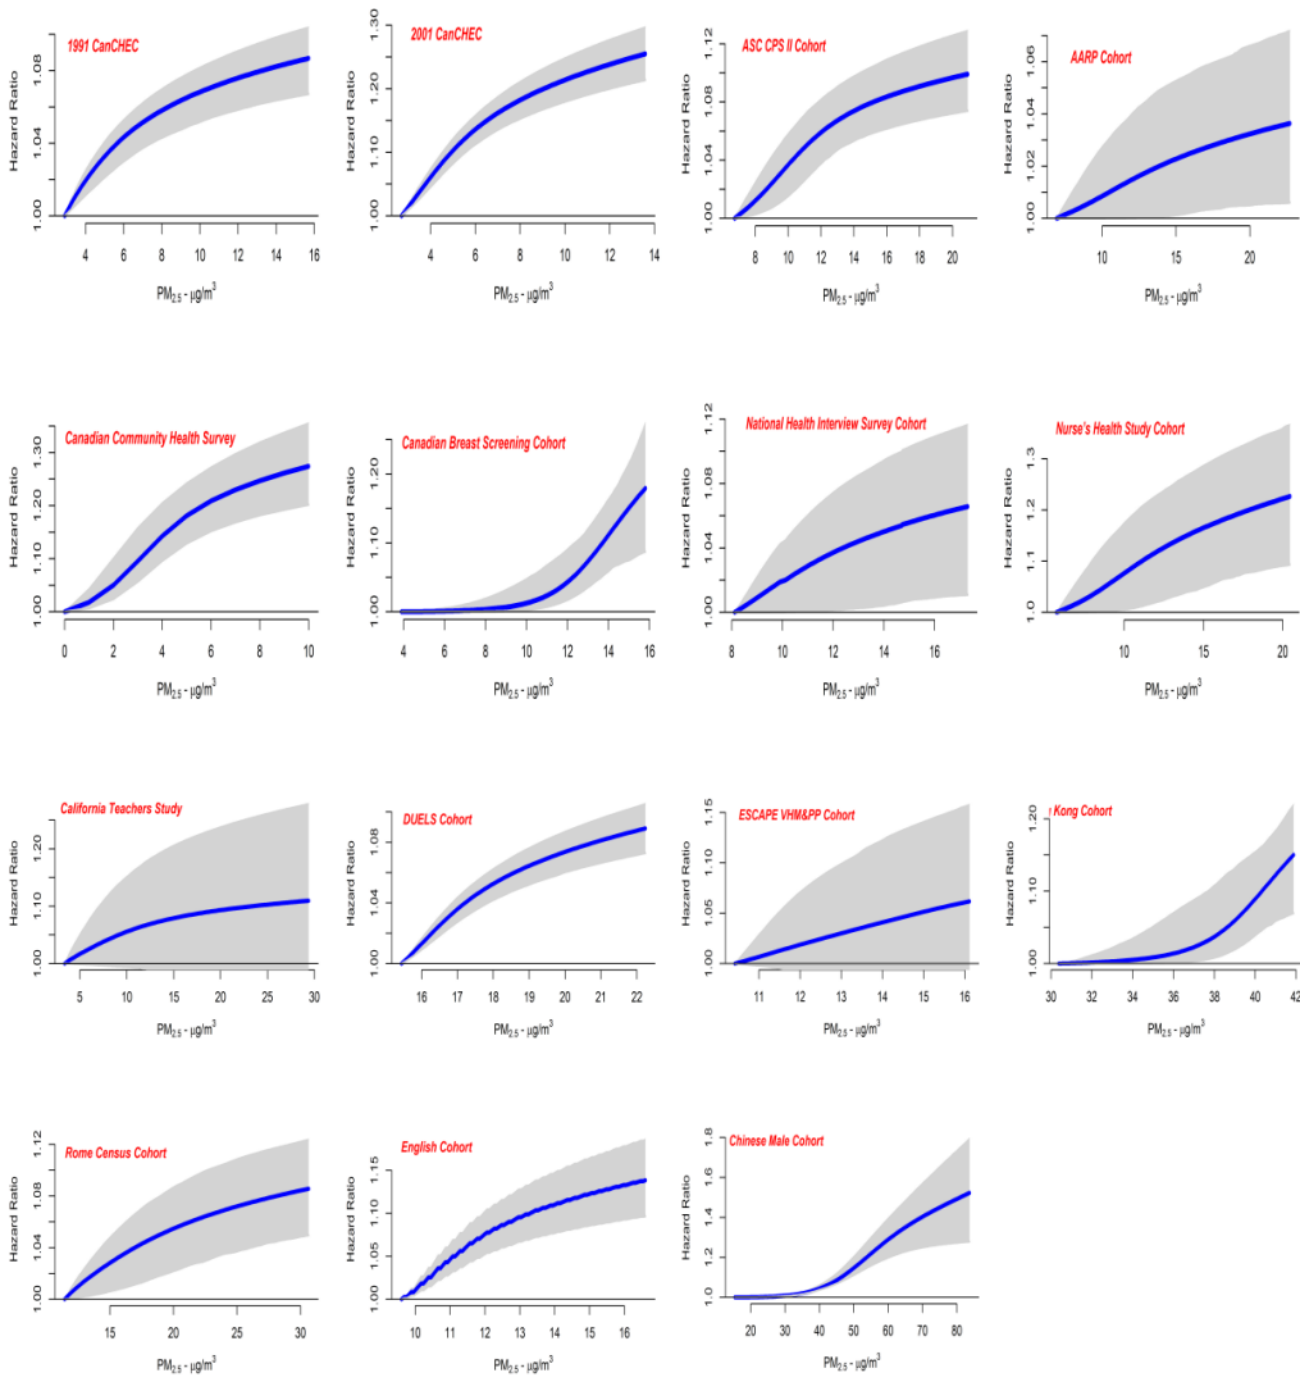 1991 CanCHEC
Hazard Ratio
1.00 1.04 1.08
4 6 8 10 12 14 16
PM2.5 - µg/m³
2001 CanCHEC
Hazard Ratio
1.00 1.10 1.20 1.30
4 6 8 10 12 14
PM2.5 - µg/m³
ASC CPS II Cohort
Hazard Ratio
1.00 1.04 1.08 1.12
8 10 12 14 16 18 20
PM2.5 - µg/m³
AARP Cohort
Hazard Ratio
1.00 1.02 1.04 1.06
10 15 20
PM2.5 - µg/m³
Canadian Community Health Survey
Hazard Ratio
1.00 1.10 1.20 1.30
0 2 4 6 8 10
PM2.5 - µg/m³
Canadian Breast Screening Cohort
Hazard Ratio
1.00 1.10 1.20
4 6 8 10 12 14 16
PM2.5 - µg/m³
National Health Interview Survey Cohort
Hazard Ratio
1.00 1.04 1.08 1.12
8 10 12 14 16
PM2.5 - µg/m³
Nurse's Health Study Cohort
Hazard Ratio
1.0 1.1 1.2 1.3
10 15 20
PM2.5 - µg/m³
California Teachers Study
Hazard Ratio
1.00 1.10 1.20
5 10 15 20 25 30
PM2.5 - µg/m³
DUELS Cohort
Hazard Ratio
1.00 1.04 1.08
16 17 18 19 20 21 22
PM2.5 - µg/m³
ESCAPE VHM&PP Cohort
Hazard Ratio
1.00 1.05 1.10 1.15
11 12 13 14 15 16
PM2.5 - µg/m³
Kong Cohort
Hazard Ratio
1.00 1.10 1.20
30 32 34 36 38 40 42
PM2.5 - µg/m³
Rome Census Cohort
Hazard Ratio
1.00 1.04 1.08 1.12
15 20 25 30
PM2.5 - µg/m³
English Cohort
Hazard Ratio
1.00 1.05 1.10 1.15
10 11 12 13 14 15 16
PM2.5 - µg/m³
Chinese Male Cohort
Hazard Ratio
1.0 1.2 1.4 1.6 1.8
20 30 40 50 60 70 80
PM2.5 - µg/m³